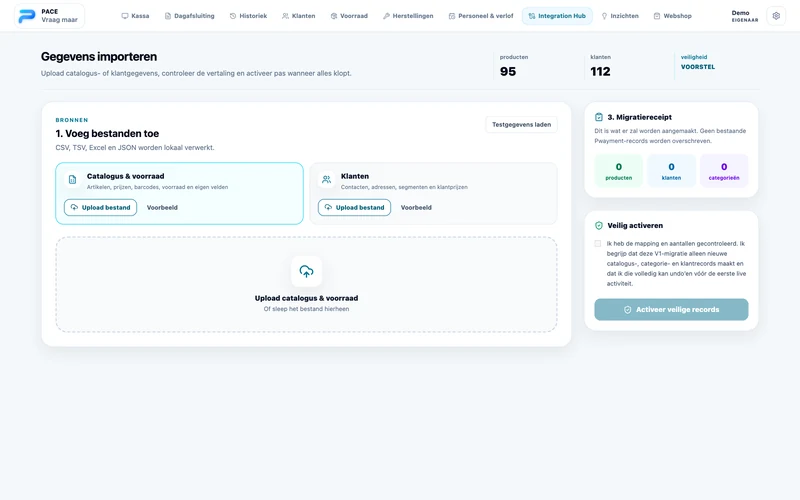 PACE
Vraag maar
Kassa
Dagafsluiting
Historiek
Klanten
Voorraad
Herstellingen
Personeel & verlof
Integration Hub
Inzichten
Webshop
Demo
EIGENAAR
Gegevens importeren
Upload catalogus- of klantgegevens, controleer de vertaling en activeer pas wanneer alles klopt.
producten
95
klanten
112
veiligheid
VOORSTEL
BRONNEN
1. Voeg bestanden toe
CSV, TSV, Excel en JSON worden lokaal verwerkt.
Testgegevens laden
Catalogus & voorraad
Artikelen, prijzen, barcodes, voorraad en eigen velden
Upload bestand
Voorbeeld
Klanten
Contacten, adressen, segmenten en klantprijzen
Upload bestand
Voorbeeld
Upload catalogus & voorraad
Of sleep het bestand hierheen
3. Migratiereceipt
Dit is wat er zal worden aangemaakt. Geen bestaande
Pwayment-records worden overschreven.
0
producten
0
klanten
0
categorieën
Veilig activeren
Ik heb de mapping en aantallen gecontroleerd. Ik
begrijp dat deze V1-migratie alleen nieuwe
catalogus-, categorie- en klantrecords maakt en
dat ik die volledig kan undo'en vóór de eerste live
activiteit.
Activeer veilige records